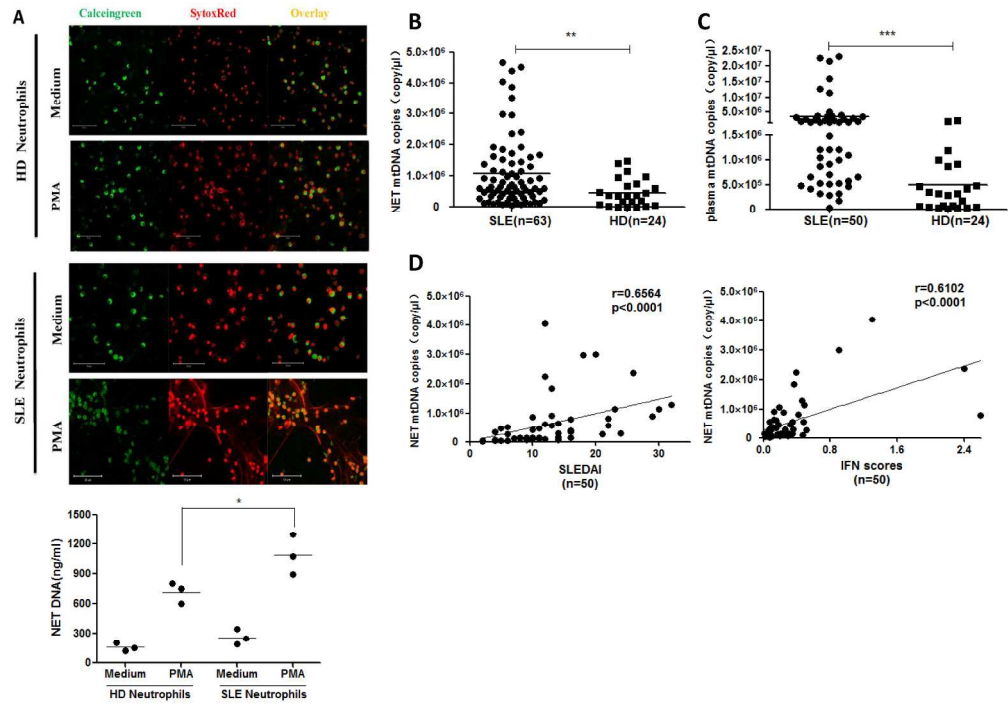 A
Calceingreen SytoxRed Overlay
HD Neutrophils
Medium
PMA
SLE Neutrophils
Medium
PMA
*
NET DNA(ng/ml)
1500
1200
900
600
300
0
Medium PMA Medium PMA
HD Neutrophils SLE Neutrophils
B
**
NET mtDNA copies (copy/μl)
5.0×10⁶
4.0×10⁶
3.0×10⁶
2.0×10⁶
1.0×10⁶
0
SLE(n=63) HD(n=24)
C
***
plasma mtDNA copies (copy/μl)
2.5×10⁷
2.0×10⁷
1.5×10⁷
1.0×10⁷
5.0×10⁶
1.5×10⁶
1.0×10⁶
5.0×10⁵
0
SLE(n=50) HD(n=24)
D
r=0.6564
p<0.0001
NET mtDNA copies (copy/μl)
5.0×10⁶
4.0×10⁶
3.0×10⁶
2.0×10⁶
1.0×10⁶
0
0 10 20 30
SLEDAI
(n=50)
r=0.6102
p<0.0001
NET mtDNA copies (copy/μl)
5.0×10⁶
4.0×10⁶
3.0×10⁶
2.0×10⁶
1.0×10⁶
0
0.0 0.8 1.6 2.4
IFN scores
(n=50)